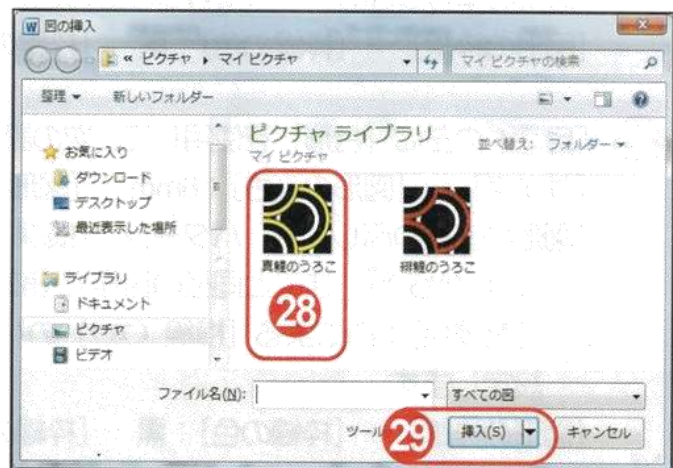 図の挿入
« ピクチャ ▸ マイ ピクチャ
マイ ピクチャの検索
整理 ▼ 新しいフォルダー
お気に入り
ダウンロード
デスクトップ
最近表示した場所
ライブラリ
ドキュメント
ピクチャ
ビデオ
ピクチャ ライブラリ
マイ ピクチャ
並べ替え: フォルダー ▼
真鯉のうろこ
緋鯉のうろこ
28
ファイル名(N):
すべての図
ツール
29
挿入(S)
キャンセル